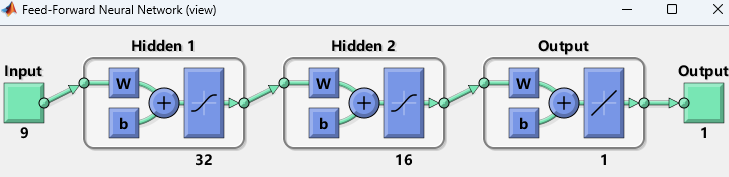 Feed-Forward Neural Network (view)
Hidden 1
Hidden 2
Output
Input
Output
W
W
W
b
b
b
9
32
16
1
1